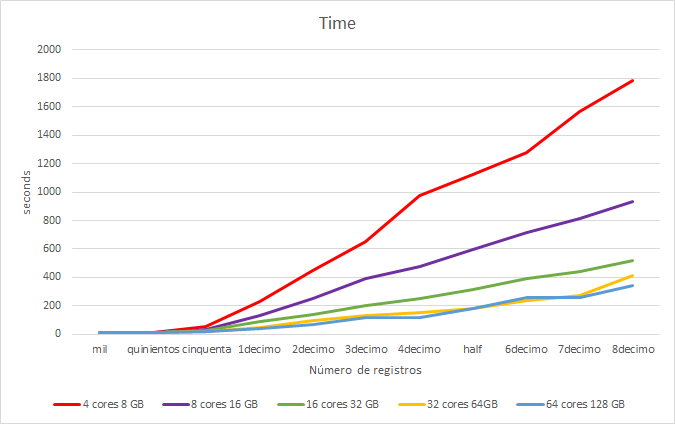 Time
2000
1800
1600
1400
1200
1000
800
600
400
200
0
seconds
mil quinientos cincuenta 1decimo 2decimo 3decimo 4decimo half 6decimo 7decimo 8decimo
Número de registros
4 cores 8 GB 8 cores 16 GB 16 cores 32 GB 32 cores 64GB 64 cores 128 GB